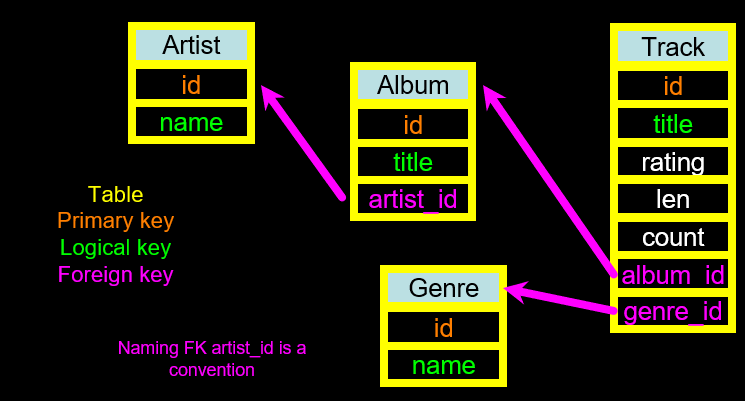 Artist
id
name
Album
id
title
artist_id
Track
id
title
rating
len
count
album_id
genre_id
Genre
id
name
Table
Primary key
Logical key
Foreign key
Naming FK artist_id is a
convention